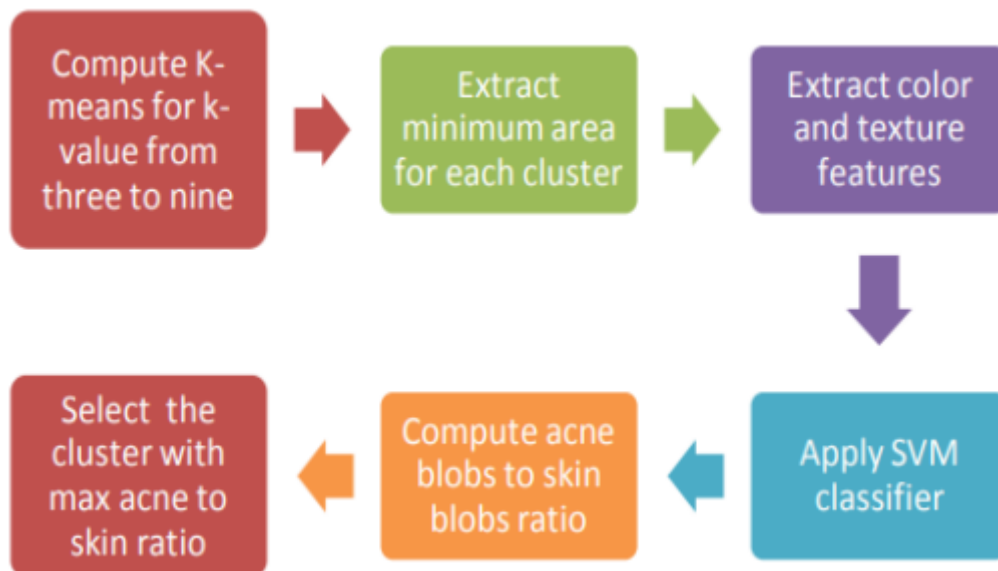 Compute K-
means for k-
value from
three to nine
Extract
minimum area
for each cluster
Extract color
and texture
features
Apply SVM
classifier
Compute acne
blobs to skin
blobs ratio
Select the
cluster with
max acne to
skin ratio